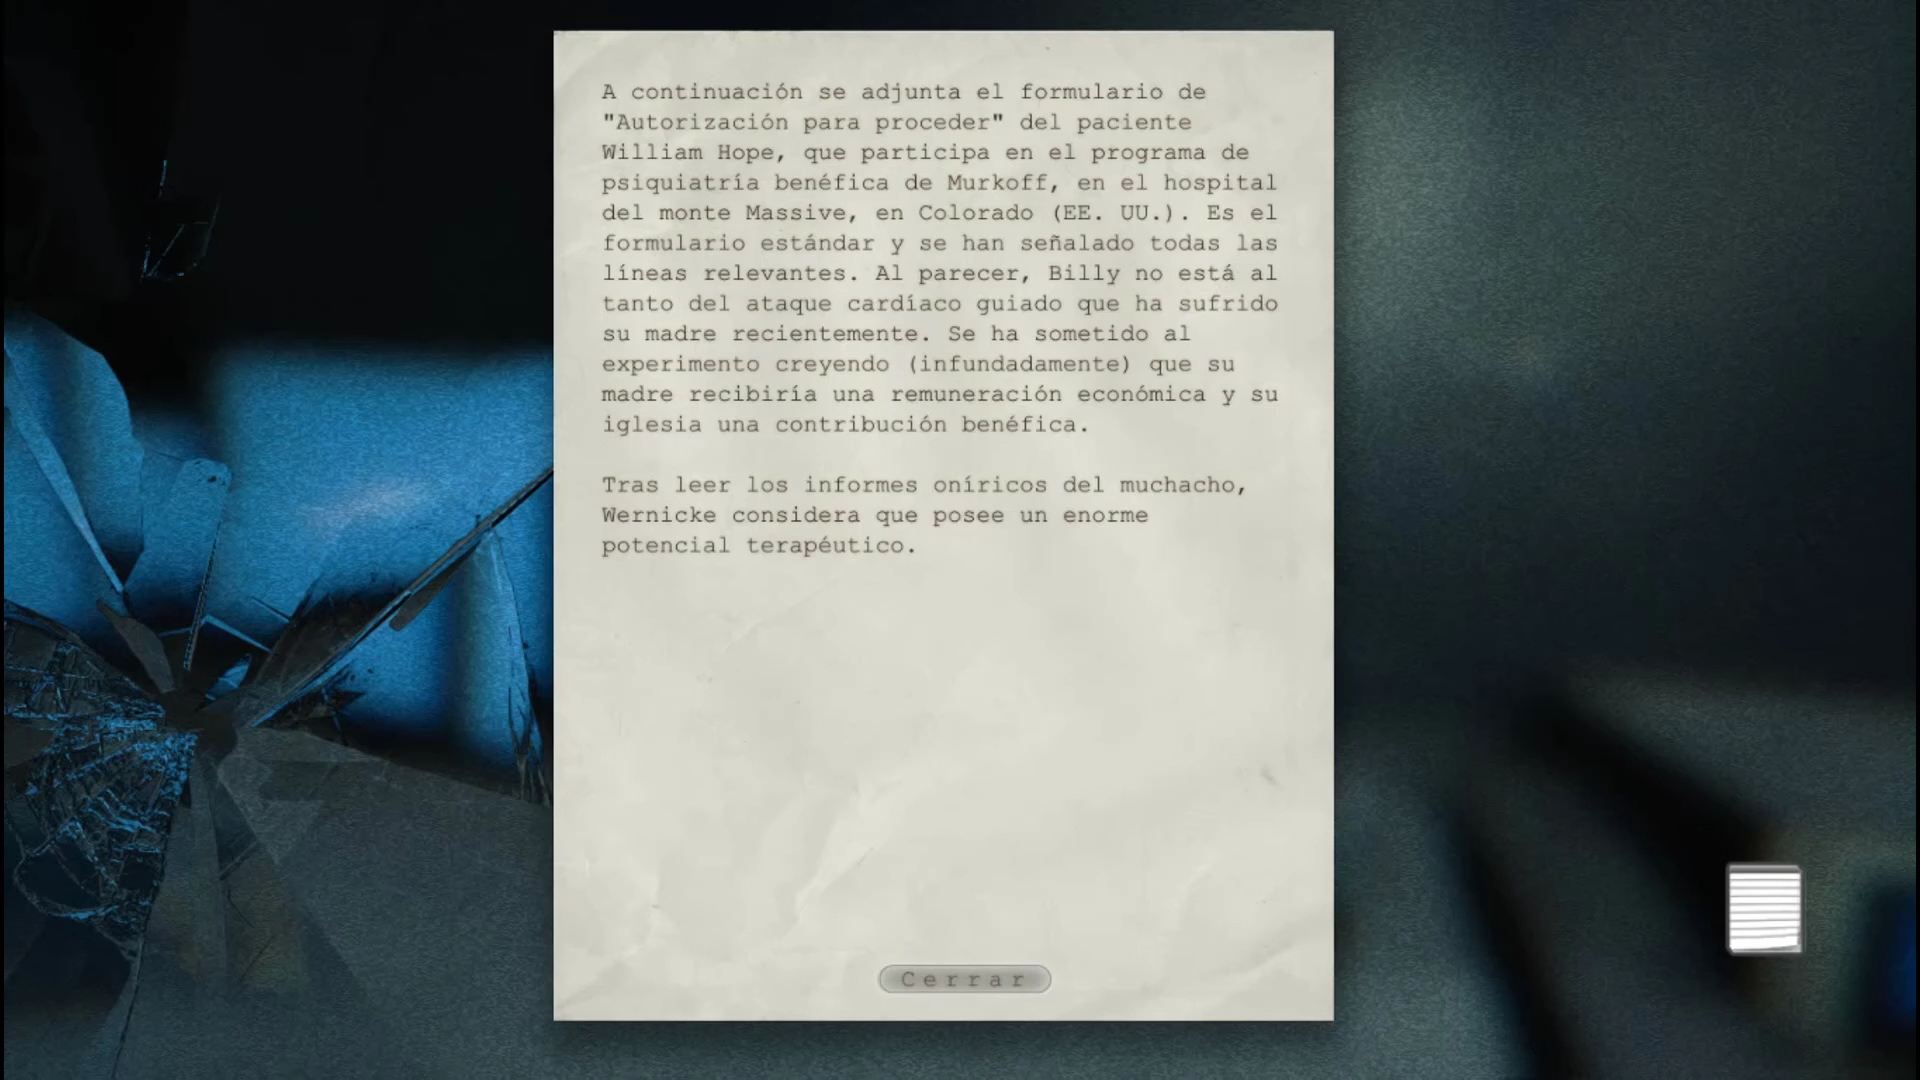 A continuación se adjunta el formulario de
"Autorización para proceder" del paciente
William Hope, que participa en el programa de
psiquiatría benéfica de Murkoff, en el hospital
del monte Massive, en Colorado (EE. UU.). Es el
formulario estándar y se han señalado todas las
líneas relevantes. Al parecer, Billy no está al
tanto del ataque cardíaco guiado que ha sufrido
su madre recientemente. Se ha sometido al
experimento creyendo (infundadamente) que su
madre recibiría una remuneración económica y su
iglesia una contribución benéfica.
Tras leer los informes oníricos del muchacho,
Wernicke considera que posee un enorme
potencial terapéutico.
Cerrar